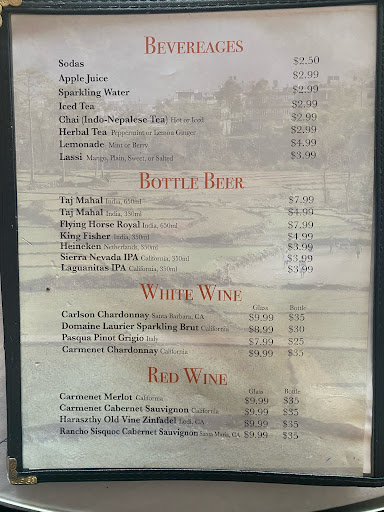 BEVEREAGES
Sodas $2.50
Apple Juice $2.99
Sparkling Water $2.99
Iced Tea $2.99
Chai (Indo-Nepalese Tea) Hot or Iced $2.99
Herbal Tea Peppermint or Lemon Ginger $2.99
Lemonade Mint or Berry $4.99
Lassi Mango, Plain, Sweet, or Salted $3.99
BOTTLE BEER
Taj Mahal India, 650ml $7.99
Taj Mahal India, 350ml $4.99
Flying Horse Royal India, 650ml $7.99
King Fisher India, 350ml $4.99
Heineken Netherlandt, 350ml $3.99
Sierra Nevada IPA California, 350ml $3.99
Laguanitas IPA California, 350ml $3.99
WHITE WINE
Glass Bottle
Carlson Chardonnay Santa Barbara, CA $9.99 $35
Domaine Laurier Sparkling Brut California $8.99 $30
Pasqua Pinot Grigio Italy $7.99 $25
Carmenet Chardonnay California $9.99 $35
RED WINE
Glass Bottle
Carmenet Merlot California $9.99 $35
Carmenet Cabernet Sauvignon California $9.99 $35
Haraszthy Old Vine Zinfadel Lodi, CA $9.99 $35
Rancho Sisquoc Cabernet Sauvignon Santa Maria, CA $9.99 $35